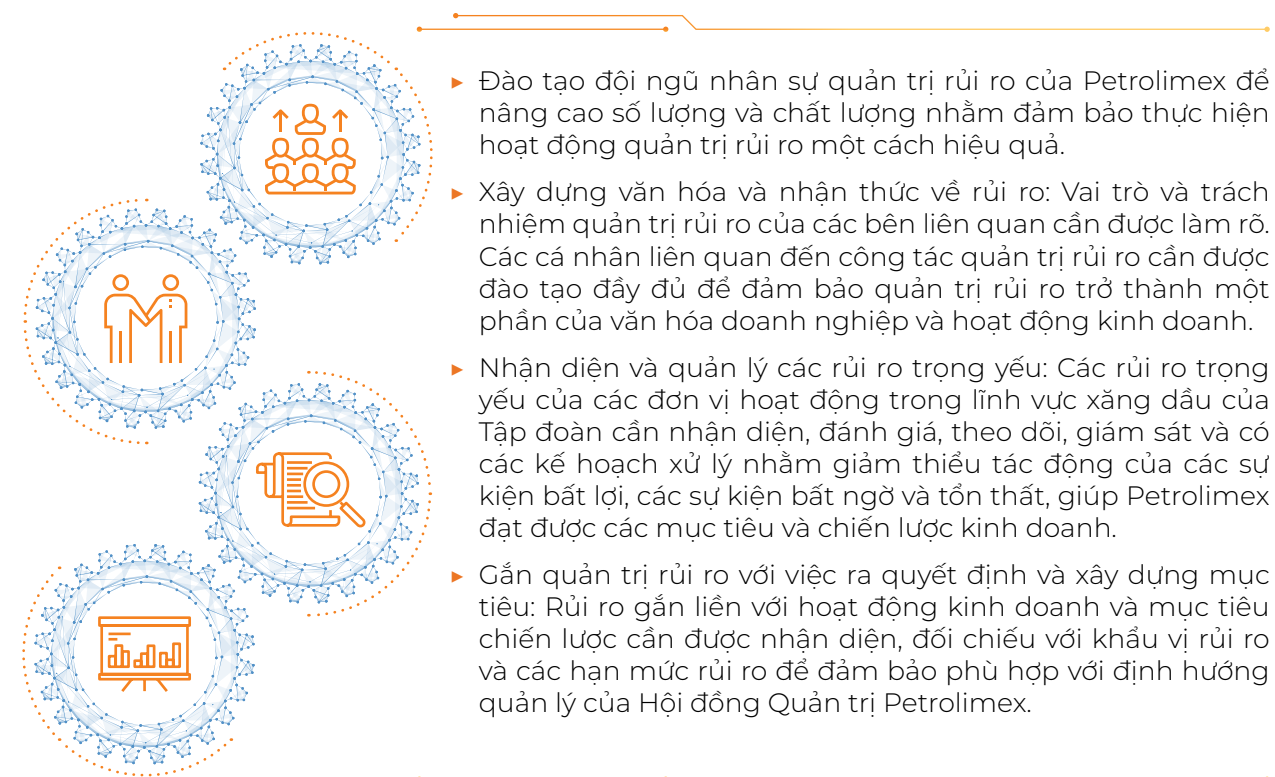 ▸ Đào tạo đội ngũ nhân sự quản trị rủi ro của Petrolimex để
nâng cao số lượng và chất lượng nhằm đảm bảo thực hiện
hoạt động quản trị rủi ro một cách hiệu quả.
▸ Xây dựng văn hóa và nhận thức về rủi ro: Vai trò và trách
nhiệm quản trị rủi ro của các bên liên quan cần được làm rõ.
Các cá nhân liên quan đến công tác quản trị rủi ro cần được
đào tạo đầy đủ để đảm bảo quản trị rủi ro trở thành một
phần của văn hóa doanh nghiệp và hoạt động kinh doanh.
▸ Nhận diện và quản lý các rủi ro trọng yếu: Các rủi ro trọng
yếu của các đơn vị hoạt động trong lĩnh vực xăng dầu của
Tập đoàn cần nhận diện, đánh giá, theo dõi, giám sát và có
các kế hoạch xử lý nhằm giảm thiểu tác động của các sự
kiện bất lợi, các sự kiện bất ngờ và tổn thất, giúp Petrolimex
đạt được các mục tiêu và chiến lược kinh doanh.
▸ Gắn quản trị rủi ro với việc ra quyết định và xây dựng mục
tiêu: Rủi ro gắn liền với hoạt động kinh doanh và mục tiêu
chiến lược cần được nhận diện, đối chiếu với khẩu vị rủi ro
và các hạn mức rủi ro để đảm bảo phù hợp với định hướng
quản lý của Hội đồng Quản trị Petrolimex.